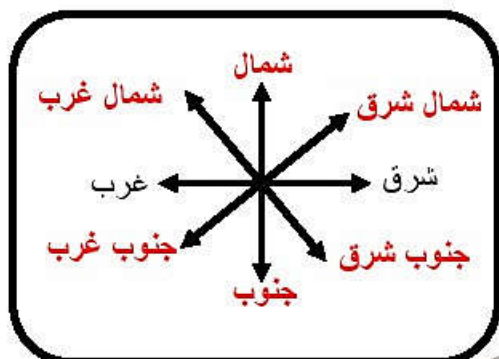 شمال
شمال شرق
شمال غرب
شرق
غرب
جنوب شرق
جنوب غرب
جنوب